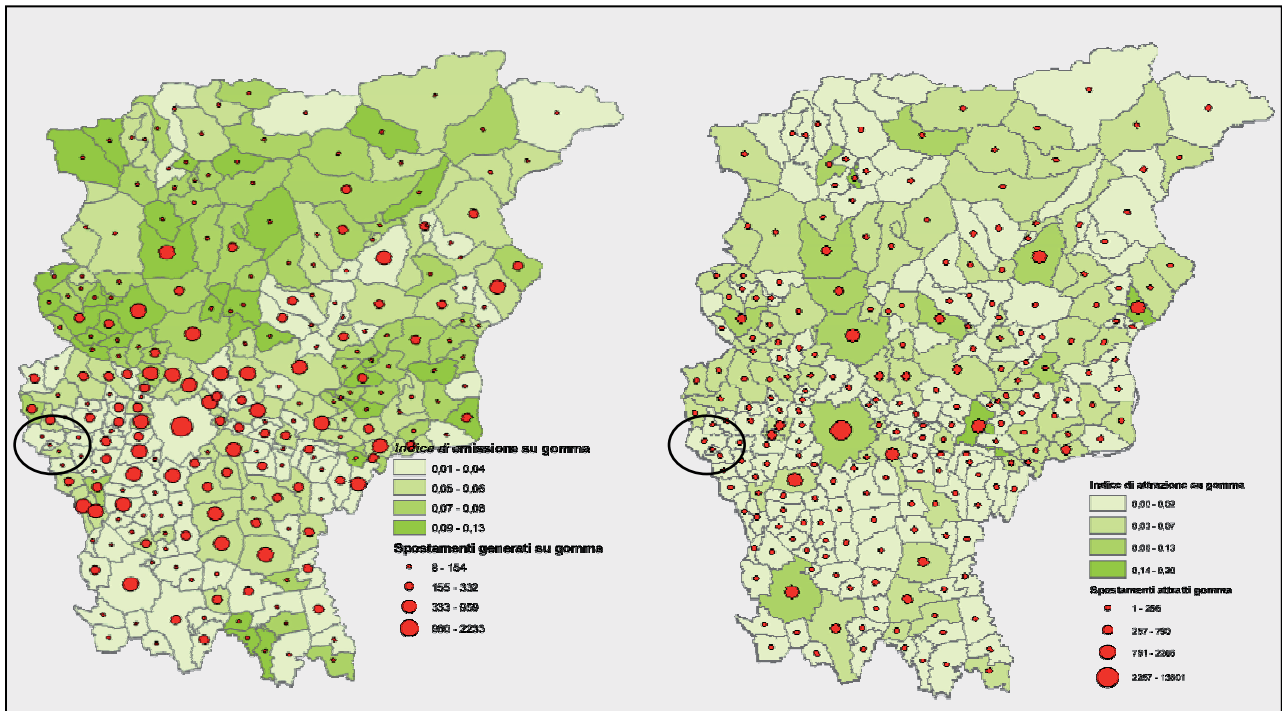 Indice di emissione su gomma
0,01 - 0,04
0,05 - 0,06
0,07 - 0,08
0,09 - 0,13
Spostamenti generati su gomma
8 - 154
155 - 332
333 - 959
960 - 2233
Indice di attrazione su gomma
0,00 - 0,02
0,03 - 0,07
0,08 - 0,13
0,14 - 0,30
Spostamenti attratti gomma
1 - 256
257 - 790
791 - 2256
2257 - 13601